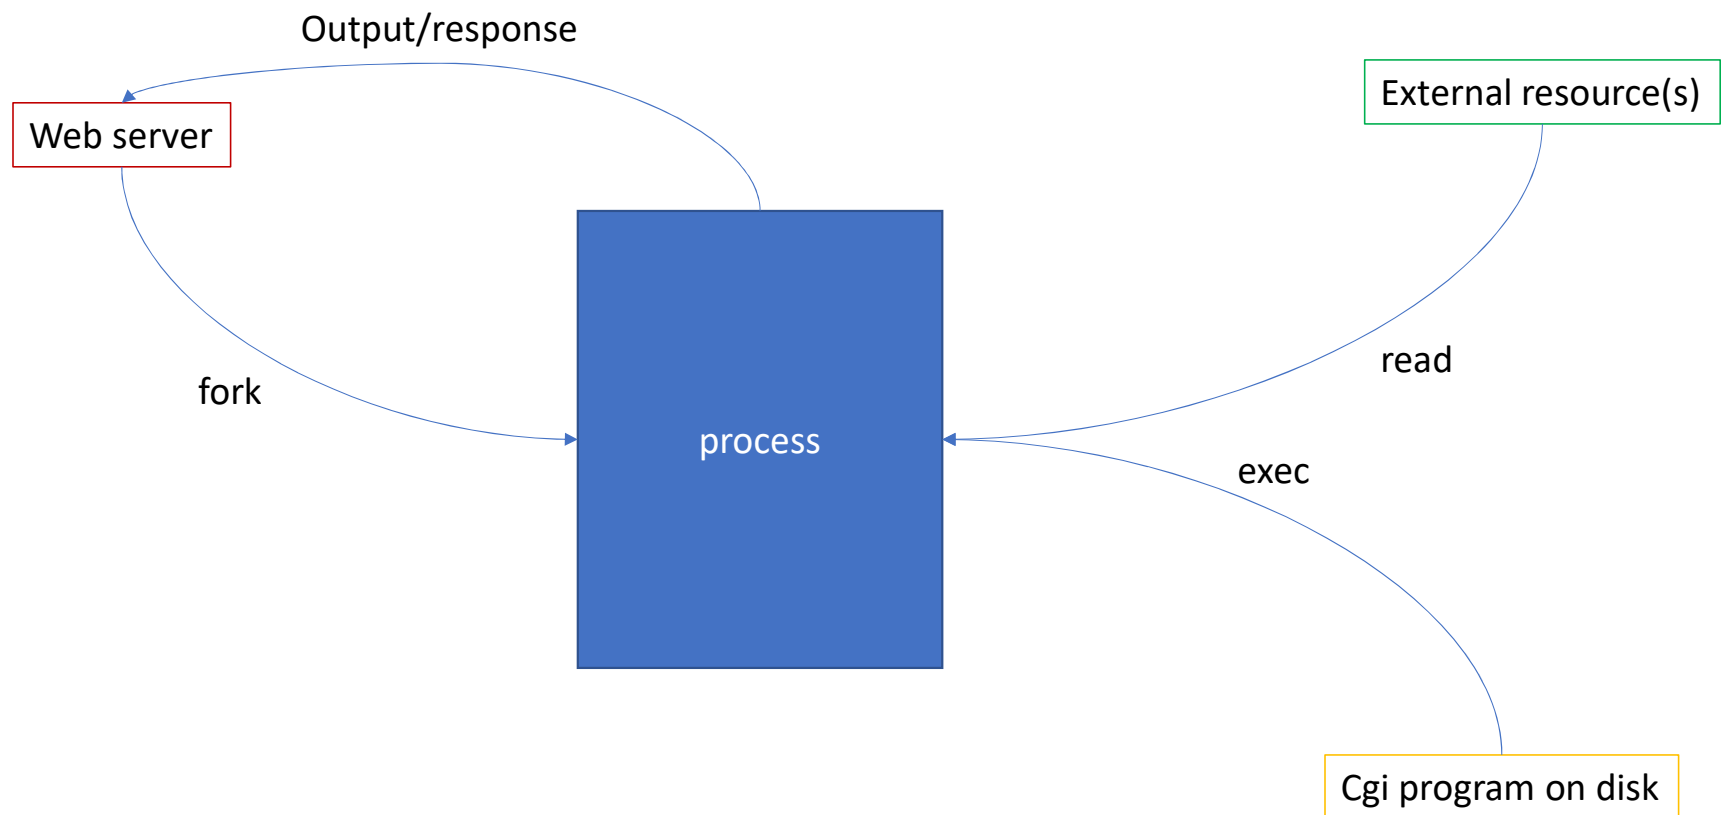 Output/response
External resource(s)
Web server
read
fork
process
exec
Cgi program on disk